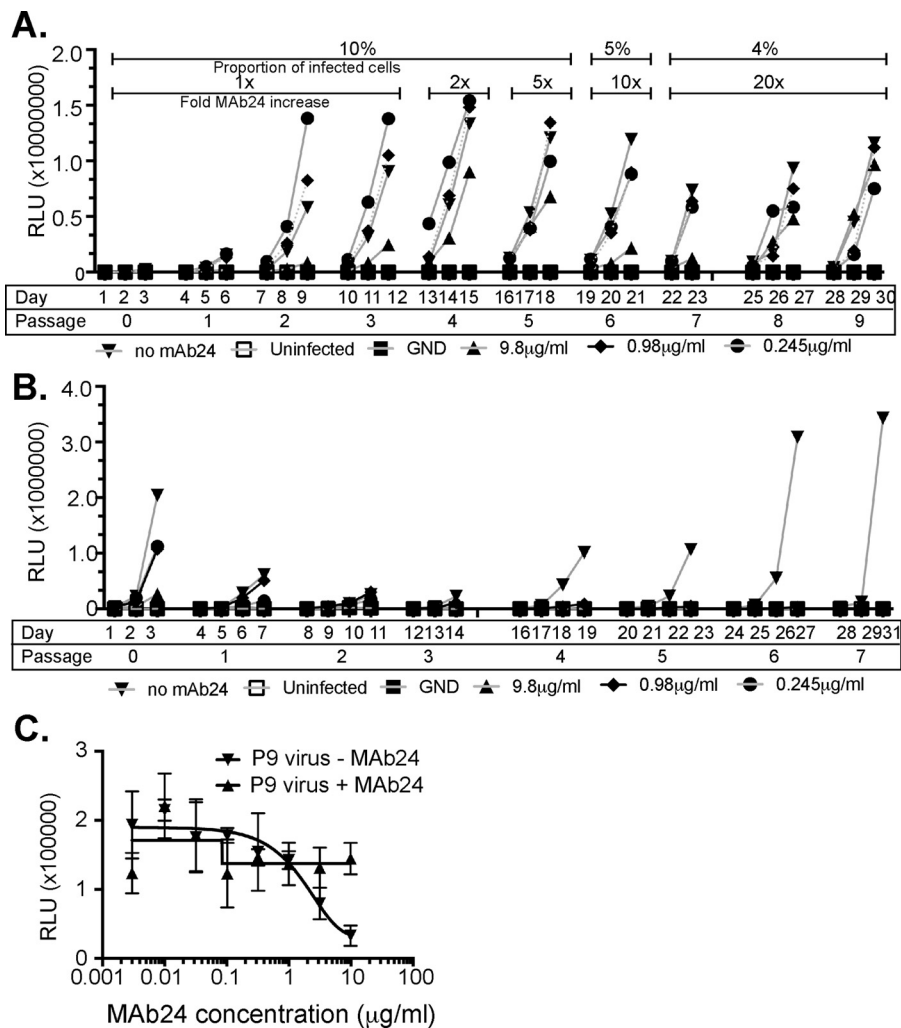 A.
2.0
10%
5%
4%
Proportion of infected cells
1x
2x
5x
10x
20x
Fold MAb24 increase
1.5
1.0
0.5
0
RLU (x100000000)
Day 1 2 3 4 5 6 7 8 9 10 11 12 13 14 15 16 17 18 19 20 21 22 23 25 26 27 28 29 30
Passage 0 1 2 3 4 5 6 7 8 9
no mAb24 Uninfected GND 9.8µg/ml 0.98µg/ml 0.245µg/ml
B.
4.0
3.0
2.0
1.0
0
RLU (x1000000)
Day 1 2 3 4 5 6 7 8 9 10 11 12 13 14 16 17 18 19 20 21 22 23 24 25 26 27 28 29 31
Passage 0 1 2 3 4 5 6 7
no mAb24 Uninfected GND 9.8µg/ml 0.98µg/ml 0.245µg/ml
C.
3
P9 virus - MAb24
P9 virus + MAb24
2
1
0
RLU (x100000)
0.001 0.01 0.1 1 10 100
MAb24 concentration (µg/ml)